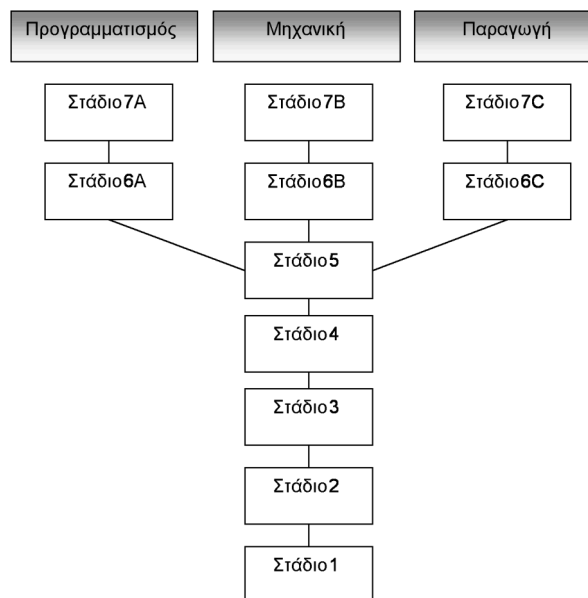 Προγραμματισμός
Μηχανική
Παραγωγή
Στάδιο7A
Στάδιο7B
Στάδιο7C
Στάδιο6A
Στάδιο6B
Στάδιο6C
Στάδιο5
Στάδιο4
Στάδιο3
Στάδιο2
Στάδιο1